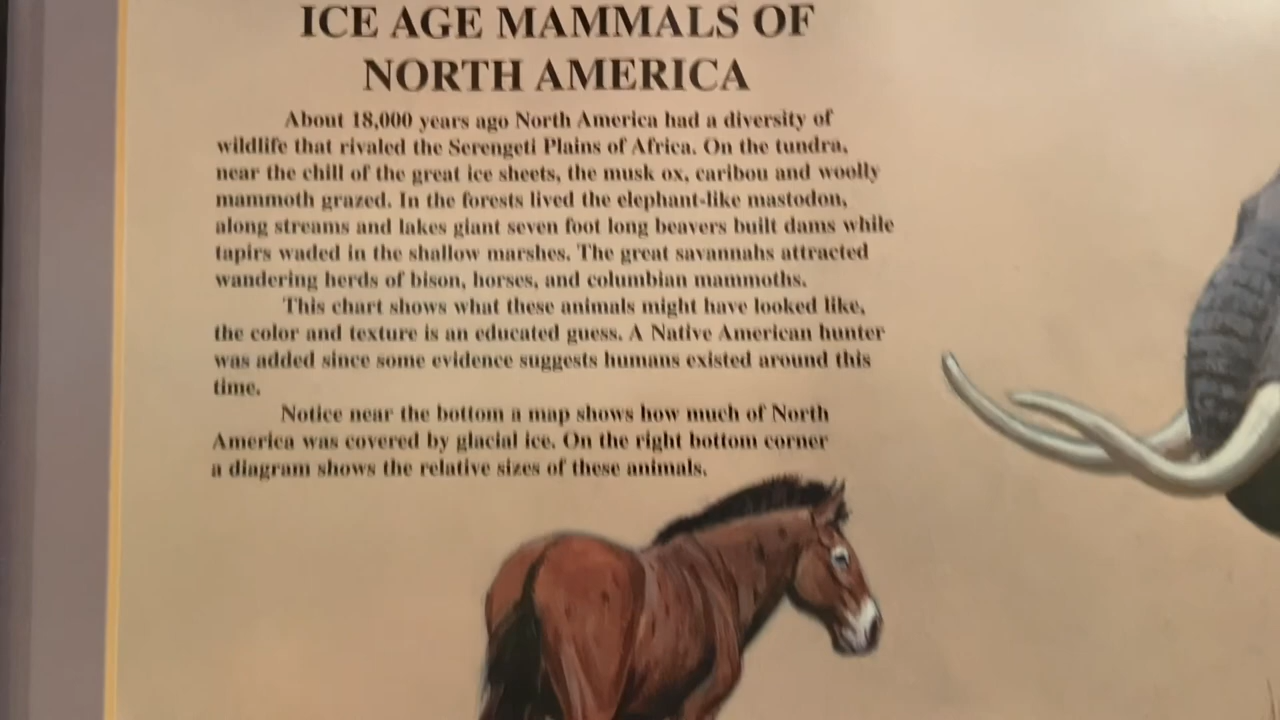 ICE AGE MAMMALS OF
NORTH AMERICA
About 18,000 years ago North America had a diversity of
wildlife that rivaled the Serengeti Plains of Africa. On the tundra,
near the chill of the great ice sheets, the musk ox, caribou and woolly
mammoth grazed. In the forests lived the elephant-like mastodon,
along streams and lakes giant seven foot long beavers built dams while
tapirs waded in the shallow marshes. The great savannahs attracted
wandering herds of bison, horses, and columbian mammoths.
This chart shows what these animals might have looked like,
the color and texture is an educated guess. A Native American hunter
was added since some evidence suggests humans existed around this
time.
Notice near the bottom a map shows how much of North
America was covered by glacial ice. On the right bottom corner
a diagram shows the relative sizes of these animals.